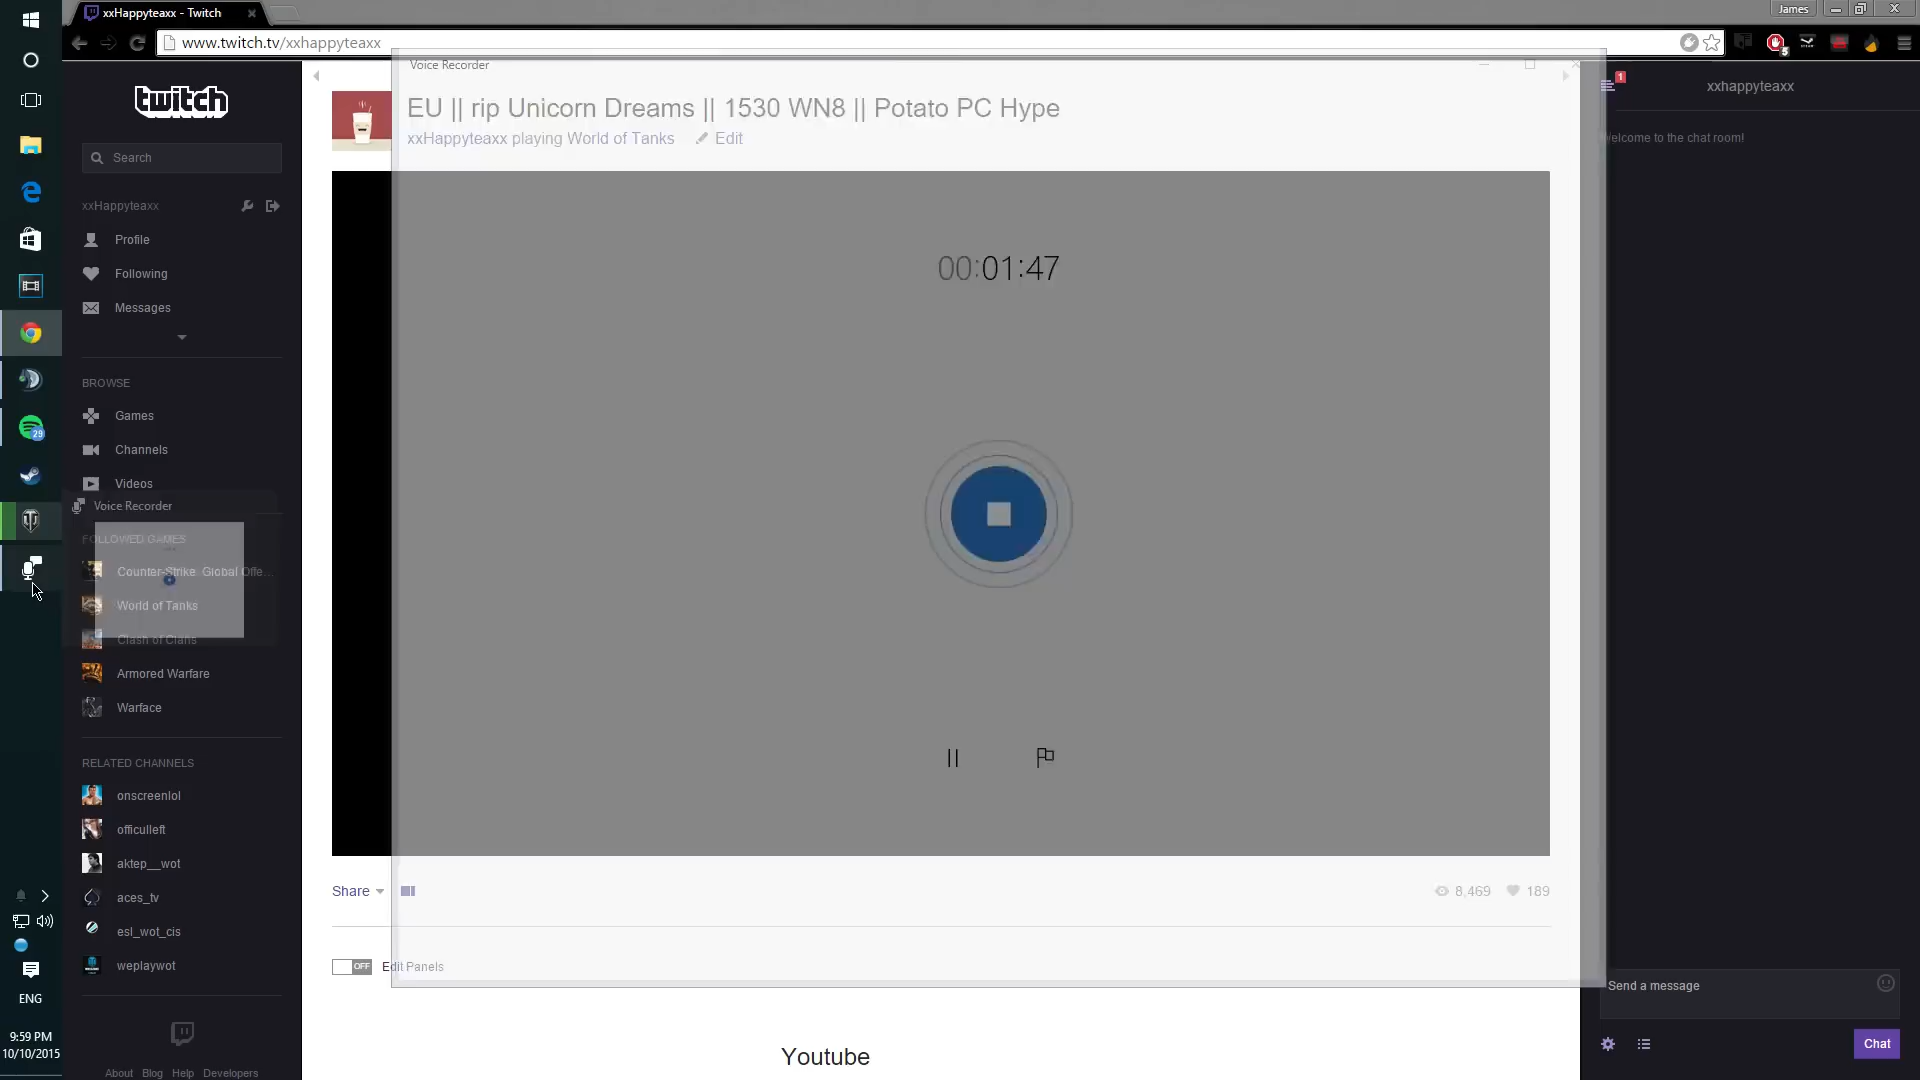 xxHappyteaxx - Twitch
James
www.twitch.tv/xxhappyteaxx
5
Voice Recorder
twitch
Search
xxHappyteaxx
Profile
Following
Messages
BROWSE
Games
Channels
Videos
Voice Recorder
FOLLOWED GAMES
Counter-Strike: Global Offe...
World of Tanks
Clash of Clans
Armored Warfare
Warface
RELATED CHANNELS
onscreenlol
officulleft
aktep__wot
aces_tv
esl_wot_cis
weplaywot
About Blog Help Developers
29
ENG
9:59 PM
10/10/2015
EU || rip Unicorn Dreams || 1530 WN8 || Potato PC Hype
xxHappyteaxx playing World of Tanks Edit
00:01:47
Share
8,469 189
OFF Edit Panels
Youtube
1
xxhappyteaxx
elcome to the chat room!
Send a message
Chat